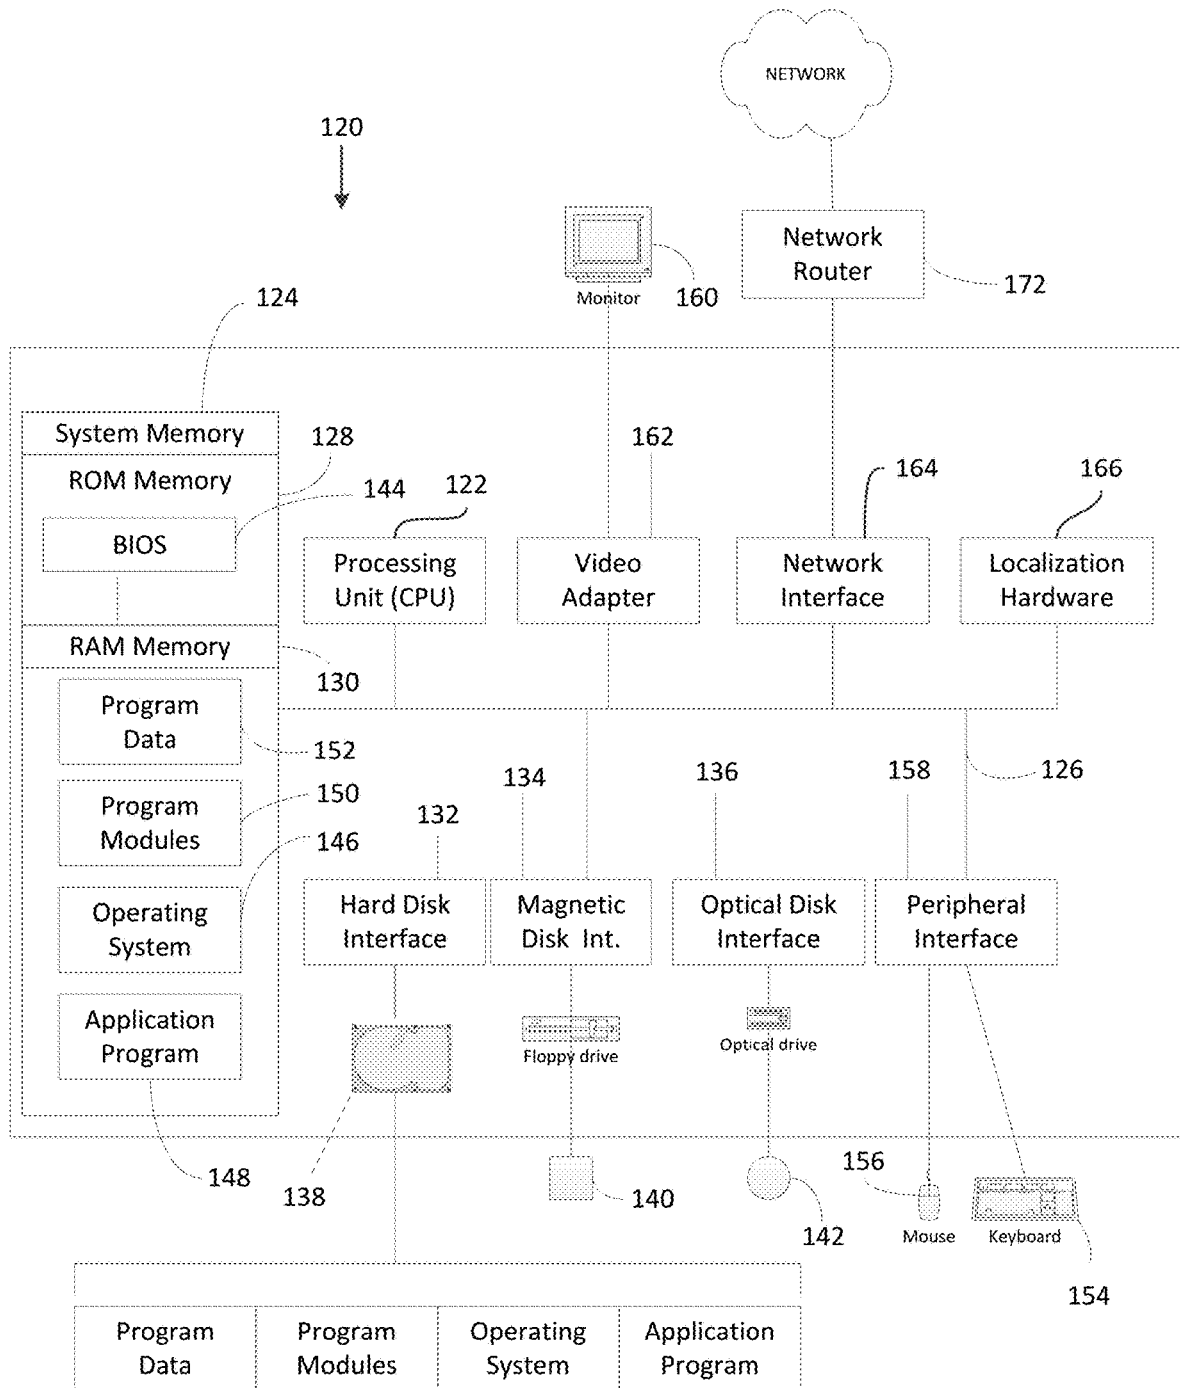 NETWORK
120
Network
Router
172
Monitor
160
124
System Memory
128
ROM Memory
144
BIOS
122
Processing
Unit (CPU)
162
Video
Adapter
164
Network
Interface
166
Localization
Hardware
RAM Memory
130
Program
Data
152
Program
Modules
150
146
Operating
System
Application
Program
148
132
Hard Disk
Interface
134
Magnetic
Disk Int.
136
Optical Disk
Interface
158
126
Peripheral
Interface
Floppy drive
Optical drive
138
140
142
156
Mouse
Keyboard
154
Program
Data
Program
Modules
Operating
System
Application
Program